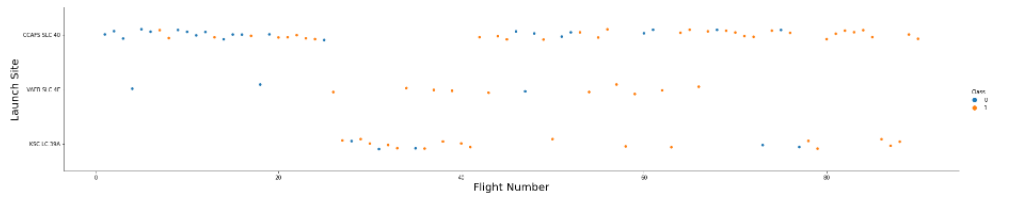 CCAFS SLC 40
VAFB SLC 4E
KSC LC 39A
Launch Site
0
20
40
60
80
Flight Number
Class
0
1